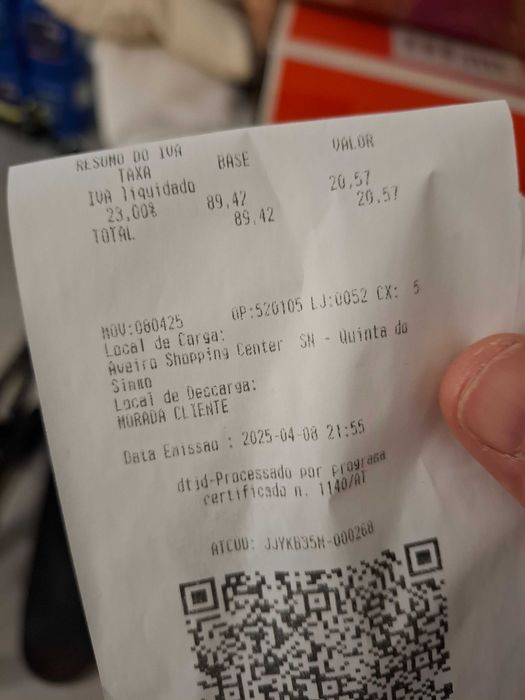 RESUMO DO IVA
TAXA BASE VALOR
IVA liquidado
23,00% 89,42 20,57
TOTAL 89,42 20,57
MOV:080425 OP:520105 LJ:0052 CX: 5
Local de Carga:
Aveiro Shopping Center SN - Quinta do
Simão
Local de Descarga:
MORADA CLIENTE
Data Emissao : 2025-04-08 21:55
dtjd-Processado por programa
certificado n. 1140/AT
ATCUD: JJYKB35M-000268